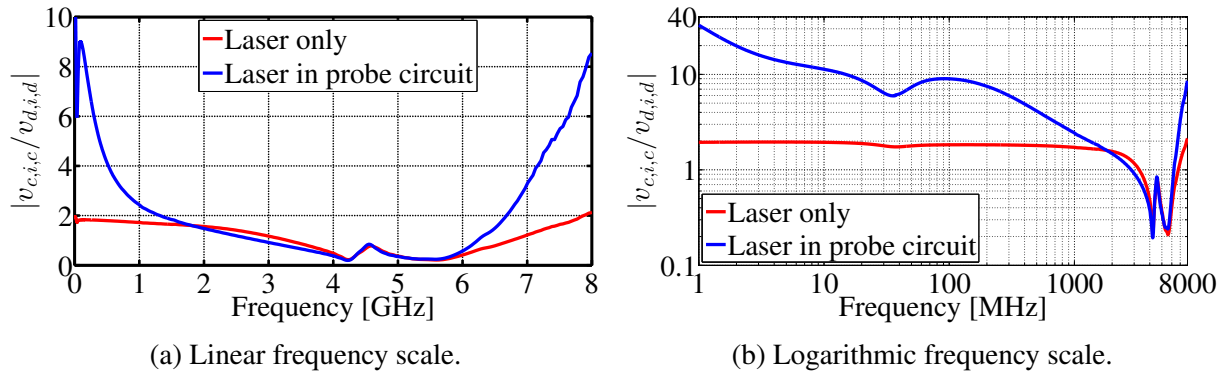 10
8
6
4
2
0
|v_{c,i,c}/v_{d,i,d}|
Laser only
Laser in probe circuit
0 1 2 3 4 5 6 7 8
Frequency [GHz]
(a) Linear frequency scale.
40
10
1
0.1
|v_{c,i,c}/v_{d,i,d}|
Laser only
Laser in probe circuit
1 10 100 1000 8000
Frequency [MHz]
(b) Logarithmic frequency scale.